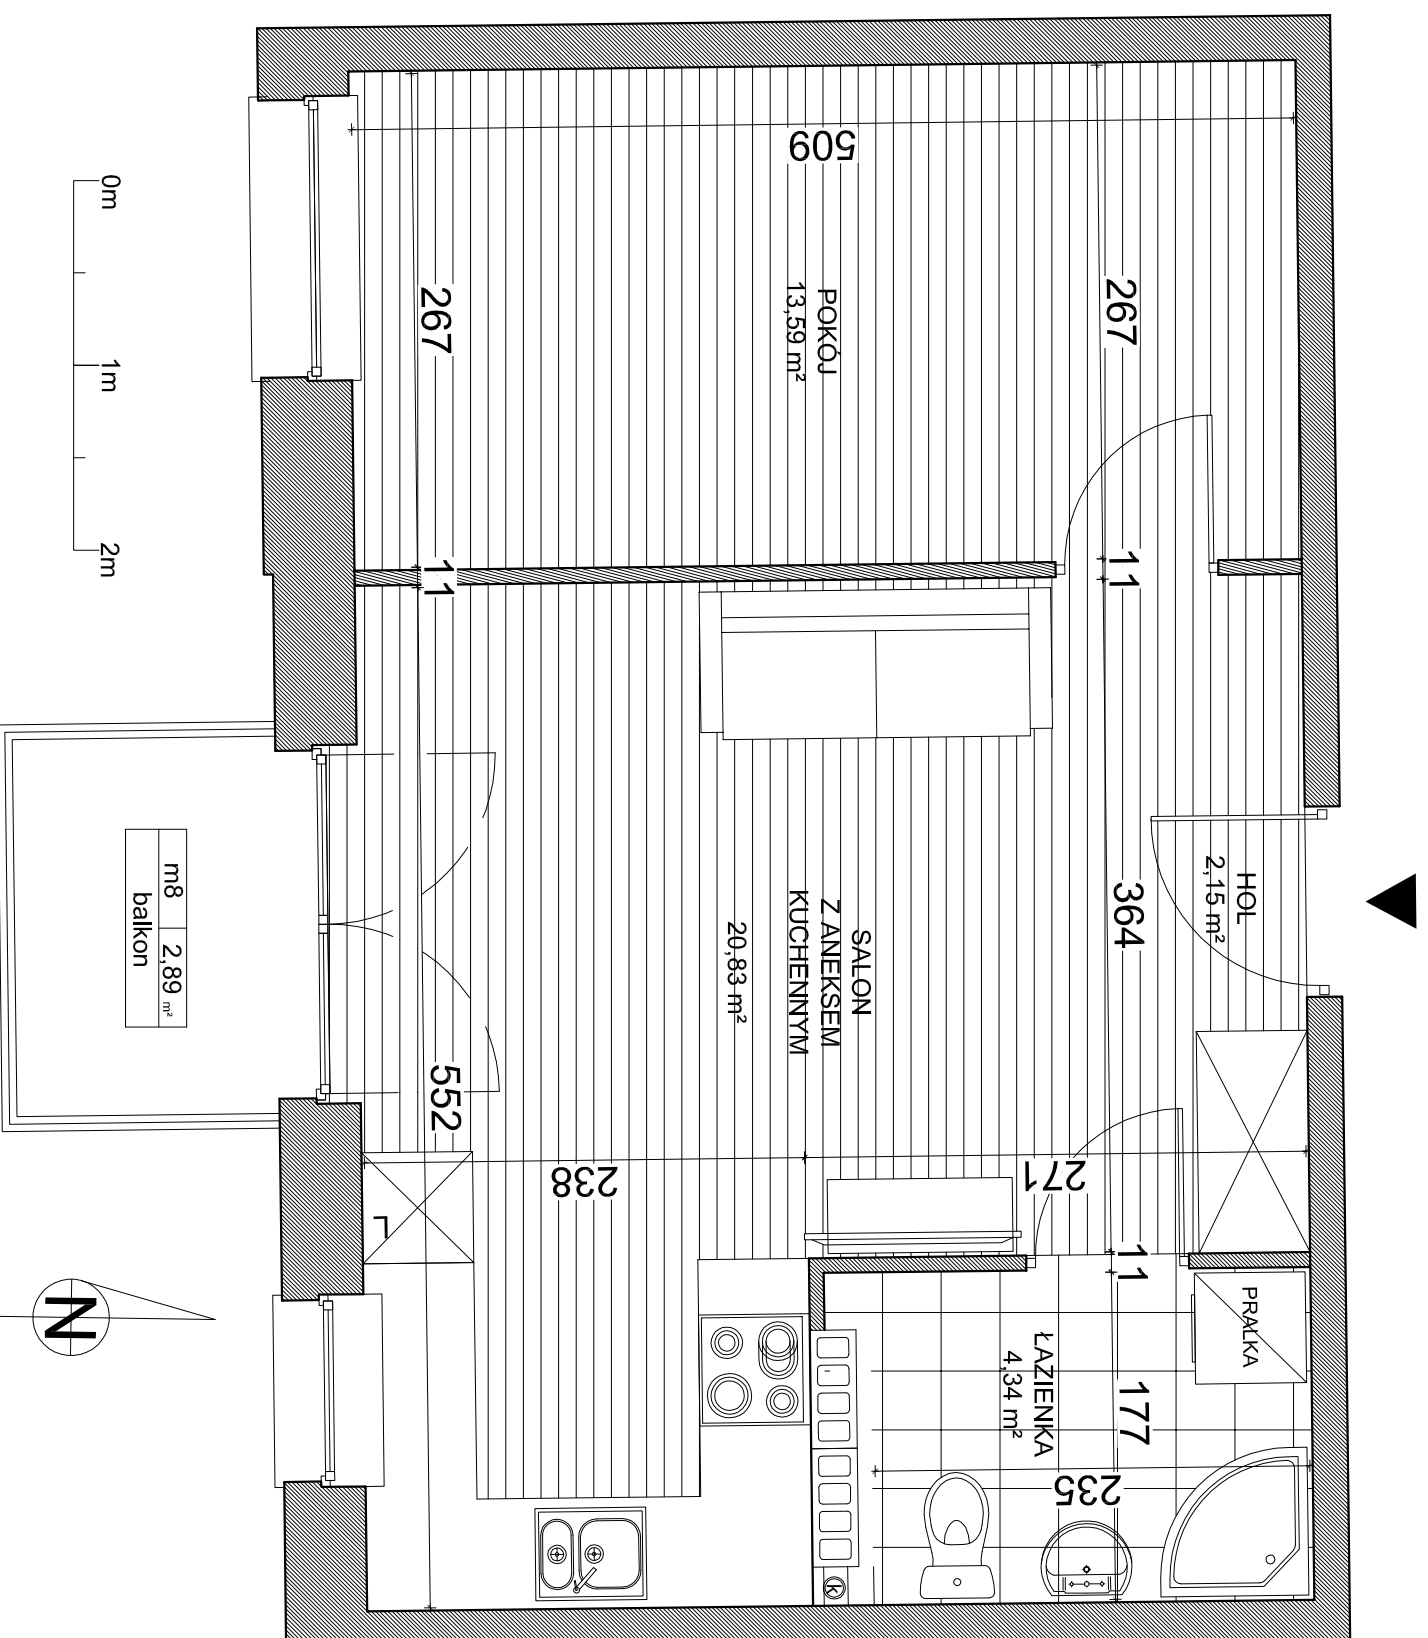 509
267
267
POKÓJ
13,59 m²
0m
1m
2m
11
11
HOL
2,15 m²
364
SALON
Z ANEKSEM
KUCHENNYM
20,83 m²
m8 2,89 m²
balkon
552
238
271
L
11
PRALKA
ŁAZIENKA
4,34 m²
177
235
N
k